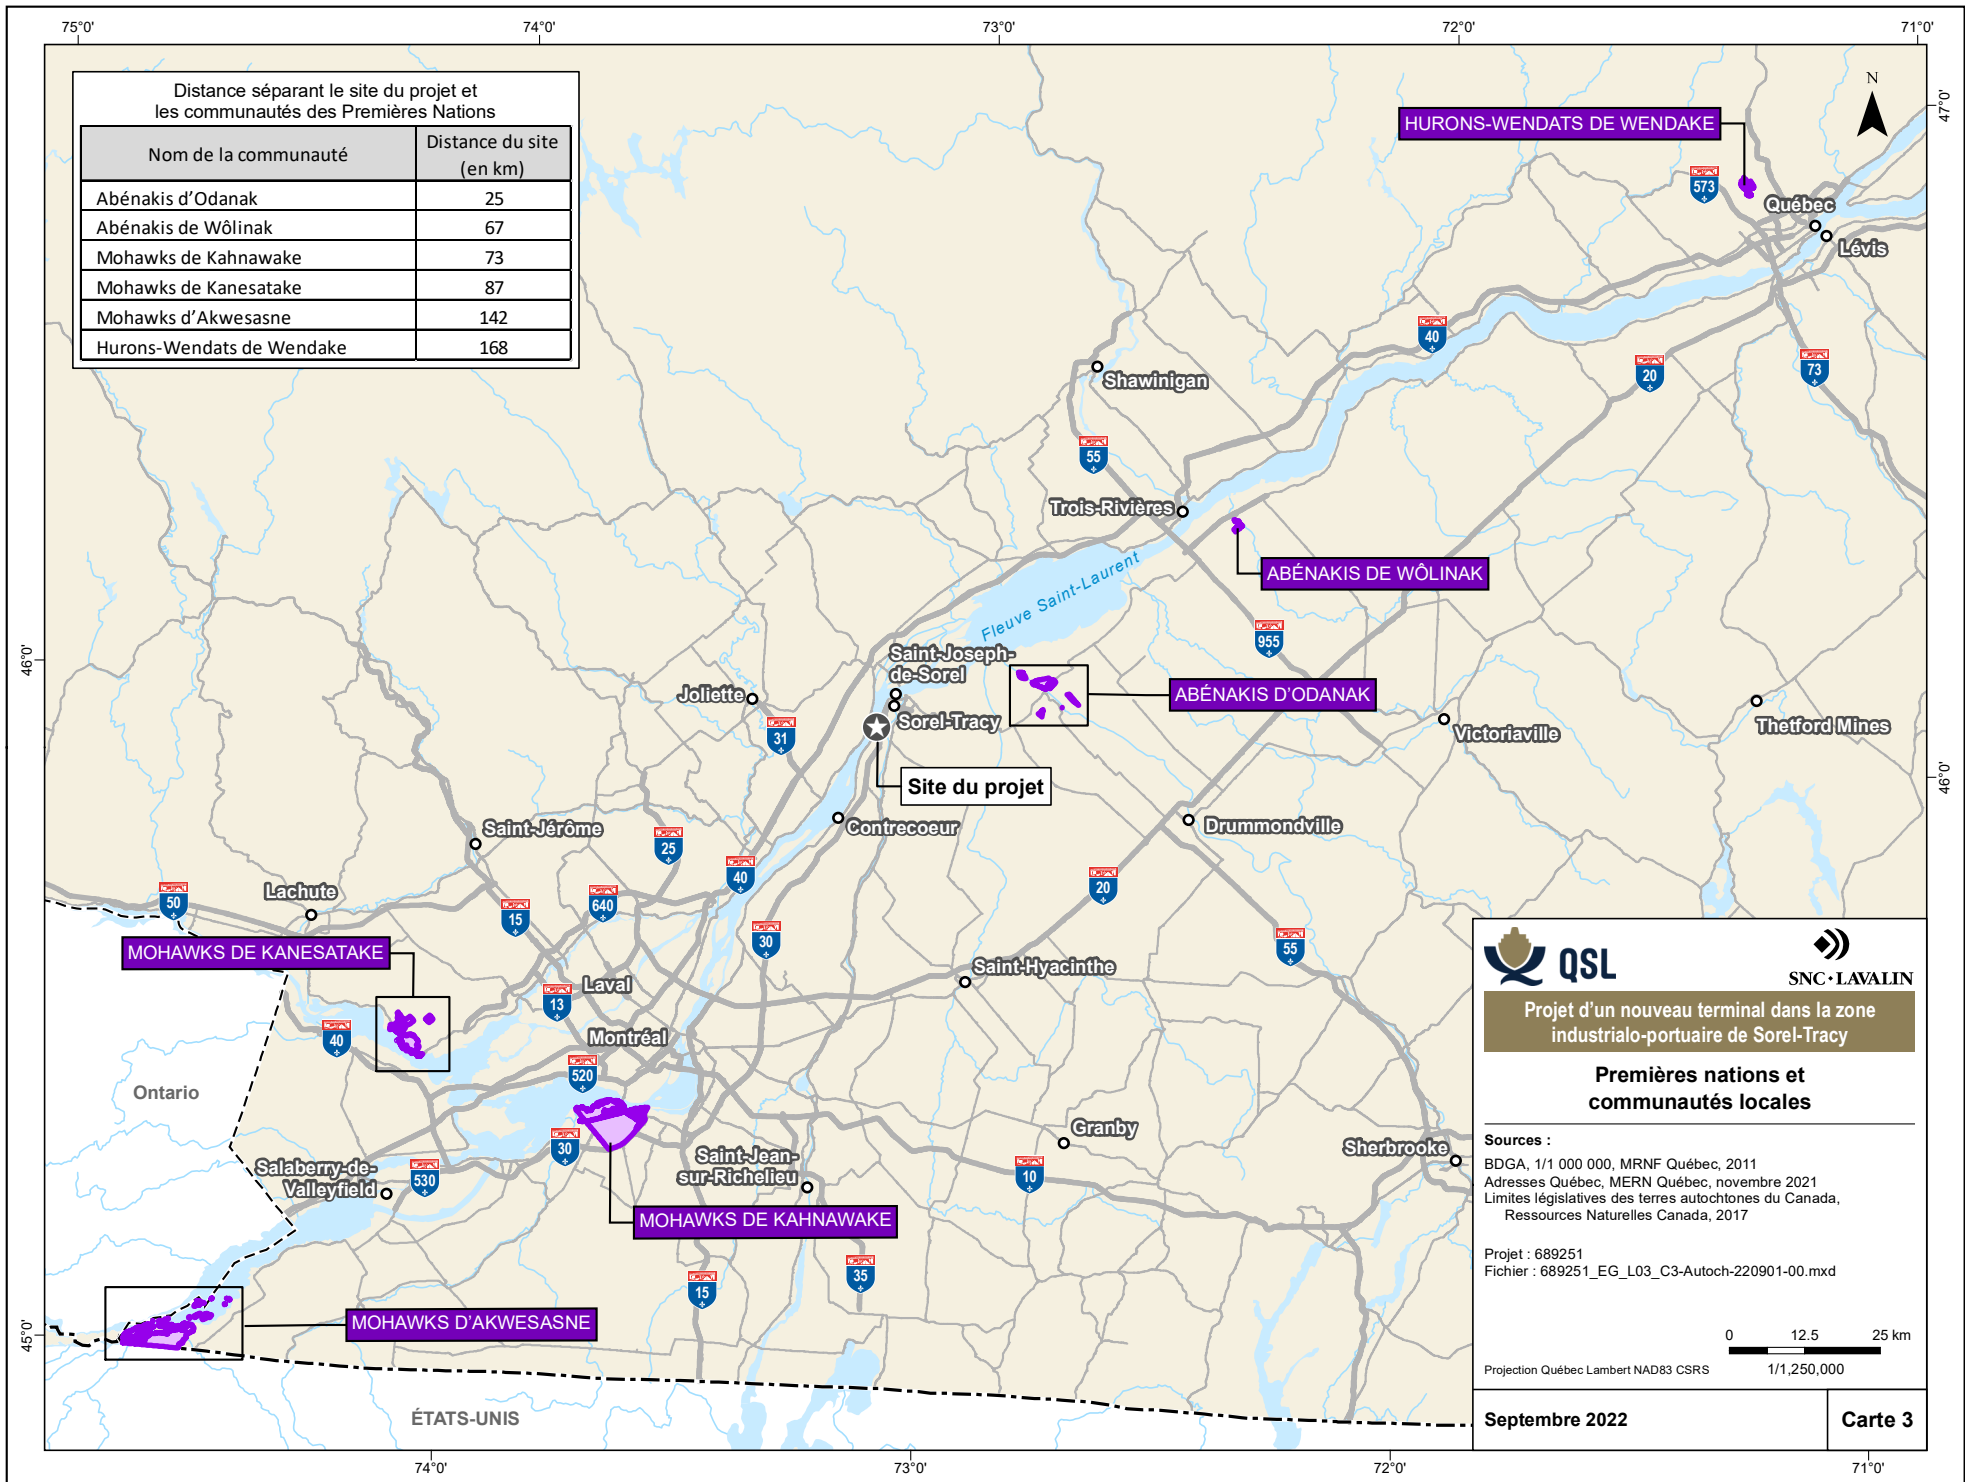 75°0'
74°0'
73°0'
72°0'
71°0'
Distance séparant le site du projet et
les communautés des Premières Nations
Nom de la communauté
Distance du site
(en km)
Abénakis d'Odanak 25
Abénakis de Wôlinak 67
Mohawks de Kahnawake 73
Mohawks de Kanesatake 87
Mohawks d'Akwesasne 142
Hurons-Wendats de Wendake 168
N
47°0'
HURONS-WENDATS DE WENDAKE
573
Québec
Lévis
40
20
73
Shawinigan
55
Trois-Rivières
Fleuve Saint-Laurent
ABÉNAKIS DE WÔLINAK
955
46°0'
Saint-Joseph-
de-Sorel
Joliette
ABÉNAKIS D'ODANAK
Sorel-Tracy
31
Victoriaville
Thetford Mines
Site du projet
46°0'
Contrecoeur
Saint-Jérôme
Drummondville
25
40
20
Lachute
50
15
640
30
55
MOHAWKS DE KANESATAKE
Saint-Hyacinthe
Laval
13
40
Montréal
520
Ontario
Granby
30
Sherbrooke
Saint-Jean-
sur-Richelieu
Salaberry-de-
Valleyfield
530
10
MOHAWKS DE KAHNAWAKE
15
35
MOHAWKS D'AKWESASNE
45°0'
ÉTATS-UNIS
QSL
SNC·LAVALIN
Projet d'un nouveau terminal dans la zone
industrialo-portuaire de Sorel-Tracy
Premières nations et
communautés locales
Sources :
BDGA, 1/1 000 000, MRNF Québec, 2011
Adresses Québec, MERN Québec, novembre 2021
Limites législatives des terres autochtones du Canada,
Ressources Naturelles Canada, 2017
Projet : 689251
Fichier : 689251_EG_L03_C3-Autoch-220901-00.mxd
0 12.5 25 km
Projection Québec Lambert NAD83 CSRS
1/1,250,000
Septembre 2022
Carte 3
74°0'
73°0'
72°0'
71°0'